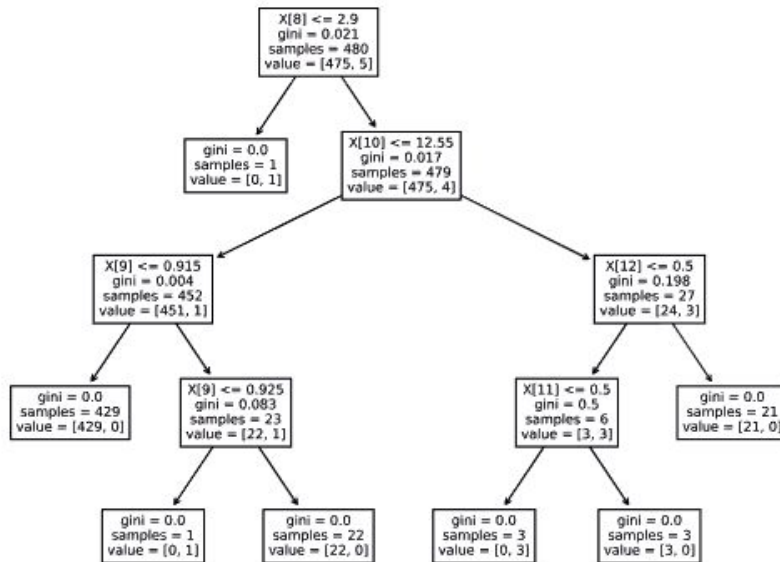 X[8] <= 2.9
gini = 0.021
samples = 480
value = [475, 5]
gini = 0.0
samples = 1
value = [0, 1]
X[10] <= 12.55
gini = 0.017
samples = 479
value = [475, 4]
X[9] <= 0.915
gini = 0.004
samples = 452
value = [451, 1]
X[12] <= 0.5
gini = 0.198
samples = 27
value = [24, 3]
gini = 0.0
samples = 429
value = [429, 0]
X[9] <= 0.925
gini = 0.083
samples = 23
value = [22, 1]
X[11] <= 0.5
gini = 0.5
samples = 6
value = [3, 3]
gini = 0.0
samples = 21
value = [21, 0]
gini = 0.0
samples = 1
value = [0, 1]
gini = 0.0
samples = 22
value = [22, 0]
gini = 0.0
samples = 3
value = [0, 3]
gini = 0.0
samples = 3
value = [3, 0]